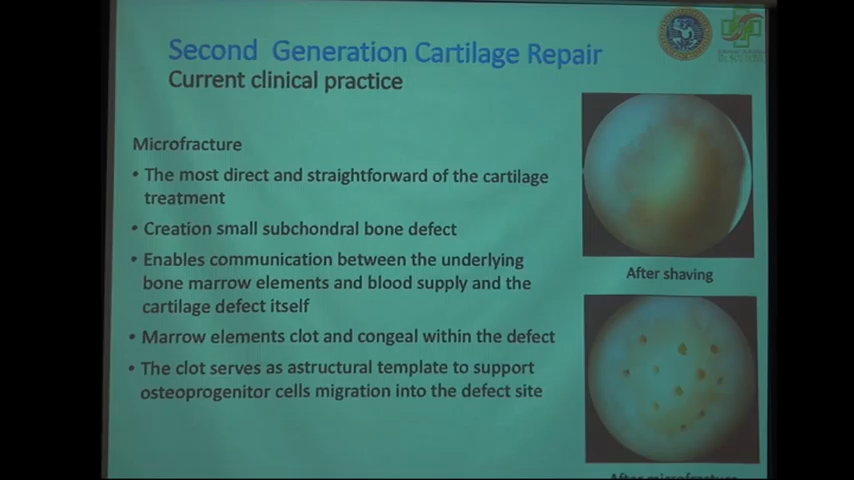 Second Generation Cartilage Repair
Current clinical practice
Microfracture
• The most direct and straightforward of the cartilage
treatment
• Creation small subchondral bone defect
• Enables communication between the underlying
bone marrow elements and blood supply and the
cartilage defect itself
• Marrow elements clot and congeal within the defect
• The clot serves as astructural template to support
osteoprogenitor cells migration into the defect site
After shaving
After microfracture